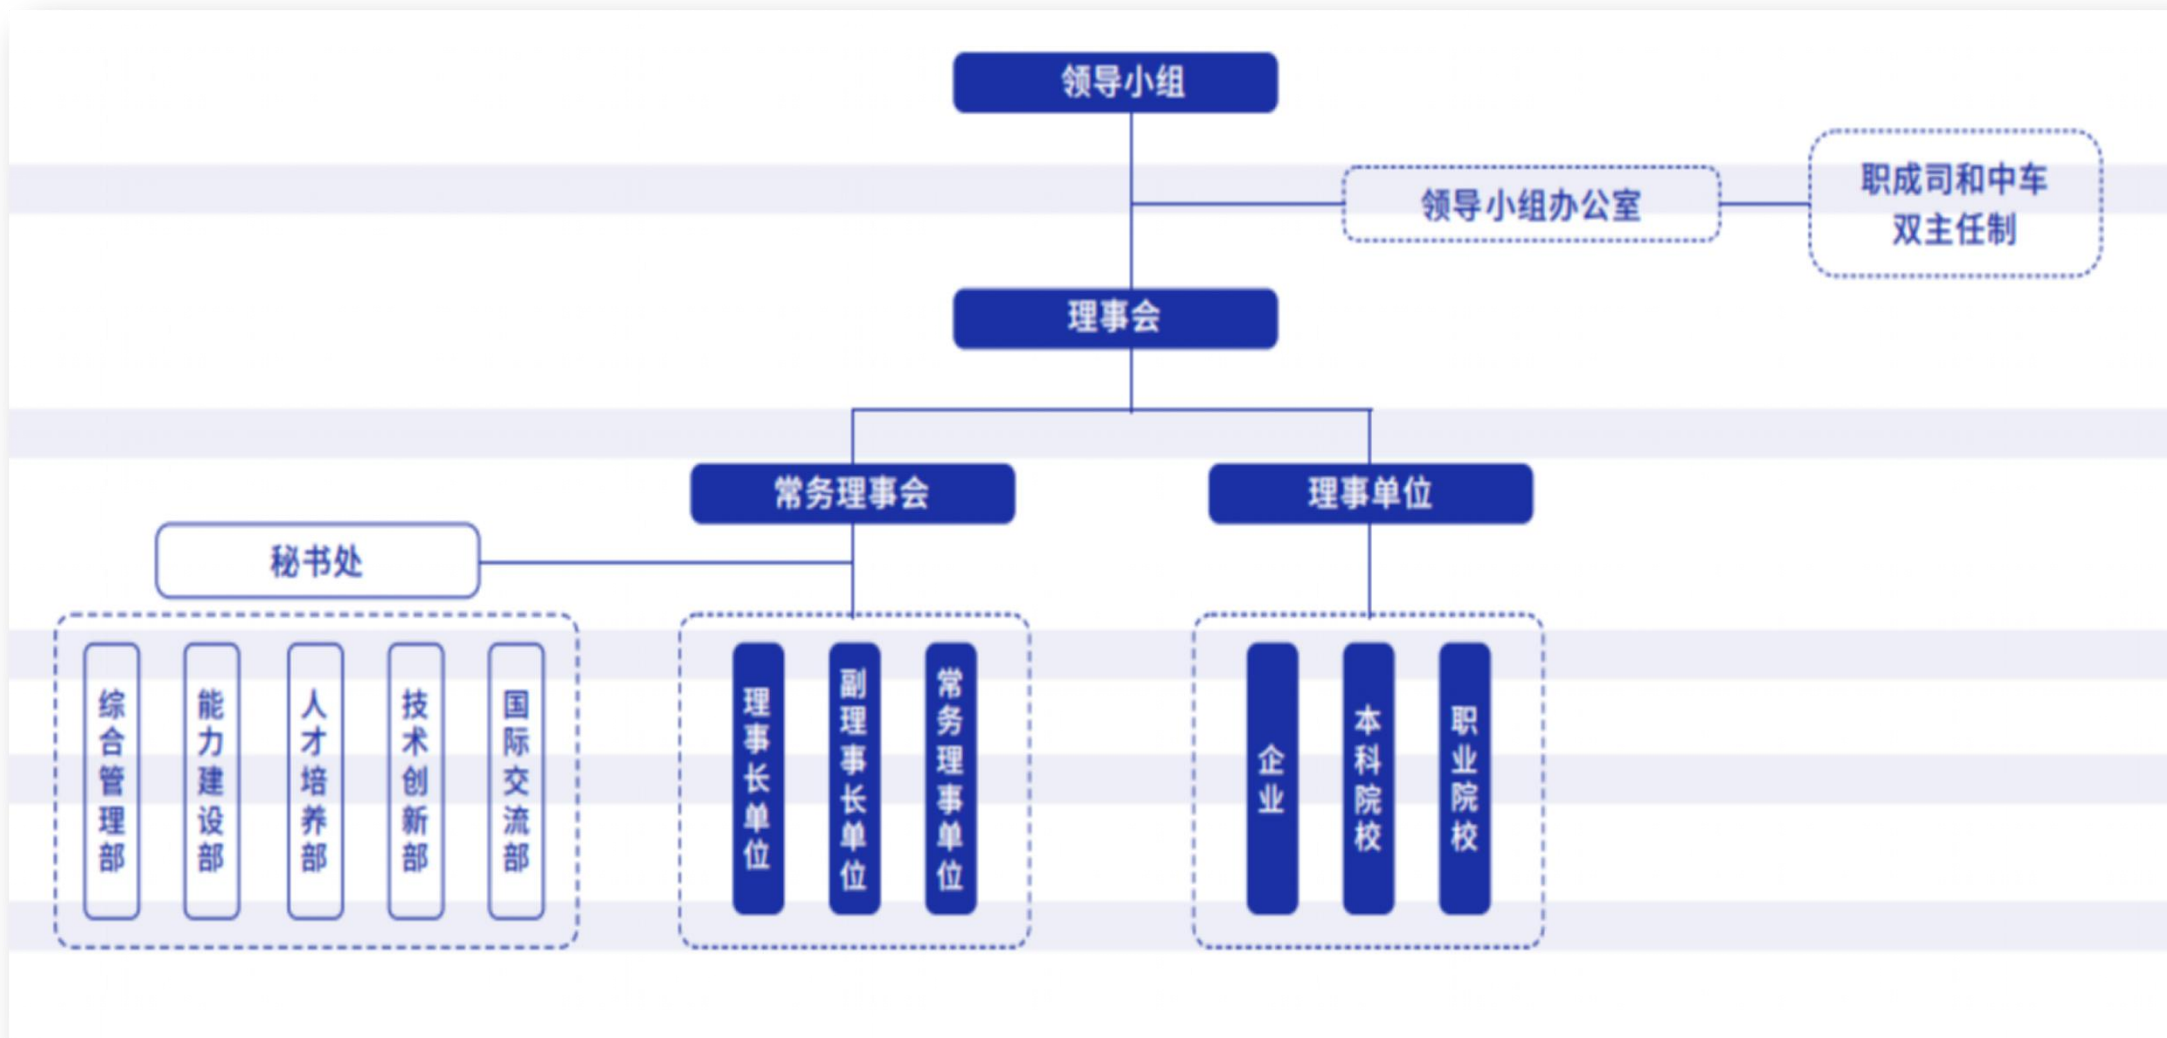 领导小组
领导小组办公室
职成司和中车
双主任制
理事会
常务理事会
理事单位
秘书处
综合管理部
能力建设部
人才培养部
技术创新部
国际交流部
理事长单位
副理事长单位
常务理事单位
企业
本科院校
职业院校